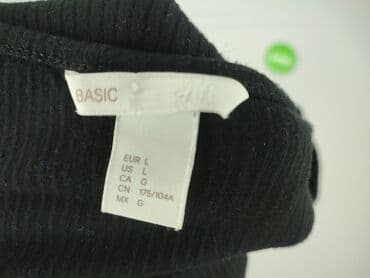 BASIC
EUR L
US L
CA G
CN 175/104A
MX G